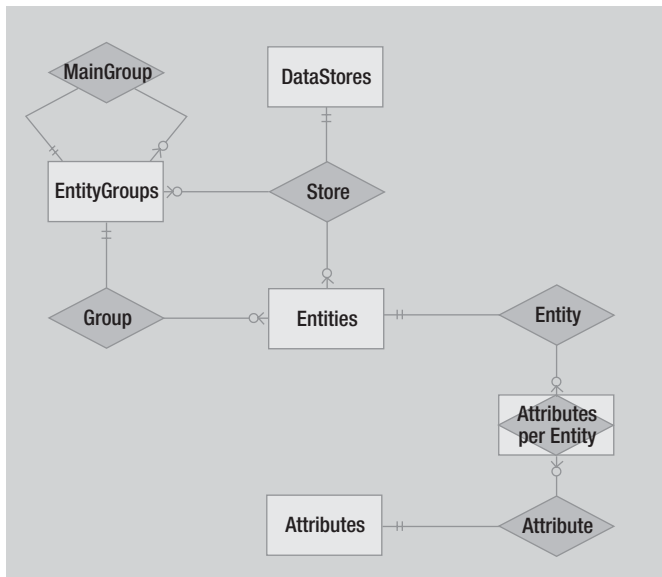 MainGroup
DataStores
EntityGroups
Store
Group
Entities
Entity
Attributes
per Entity
Attributes
Attribute